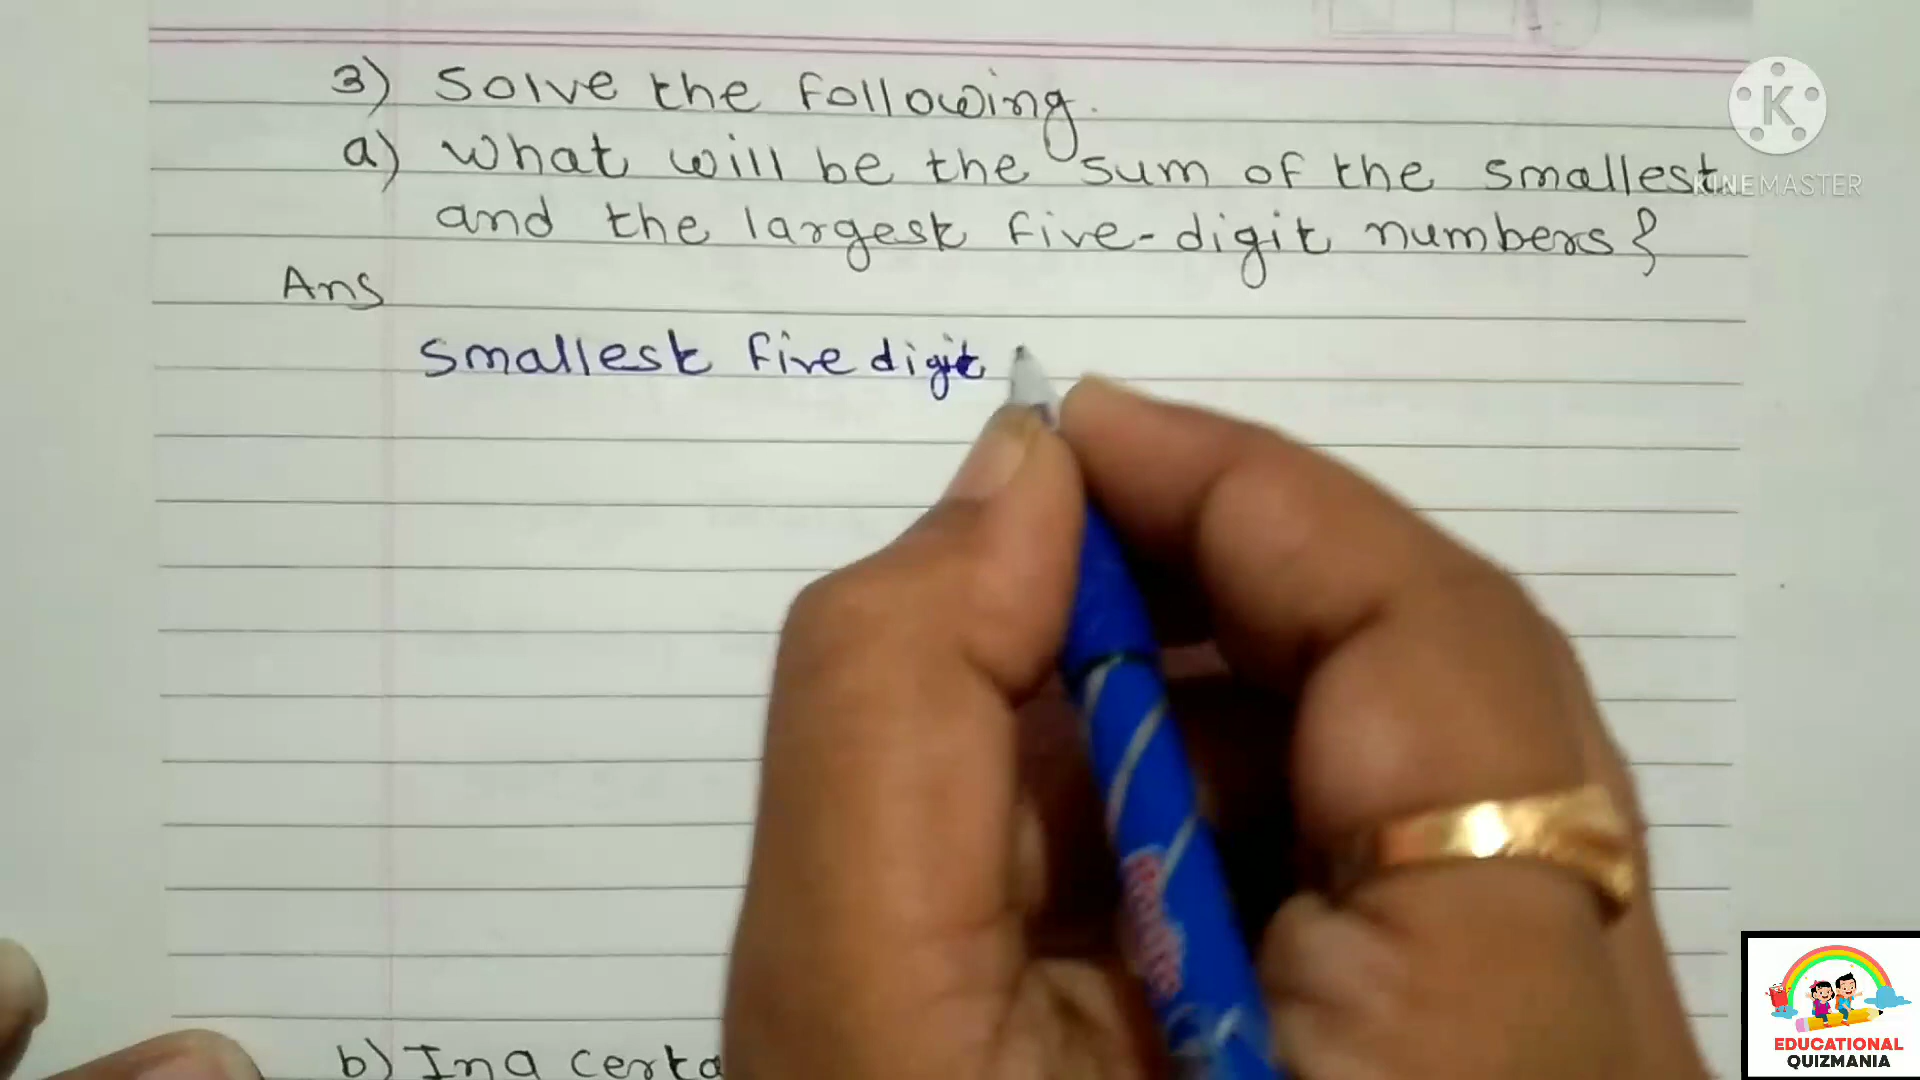 3) Solve the following.
a) What will be the sum of the smallest
and the largest five-digit numbers?
Ans
Smallest five digit
b) In a certa
K
KINEMASTER
EDUCATIONAL
QUIZMANIA